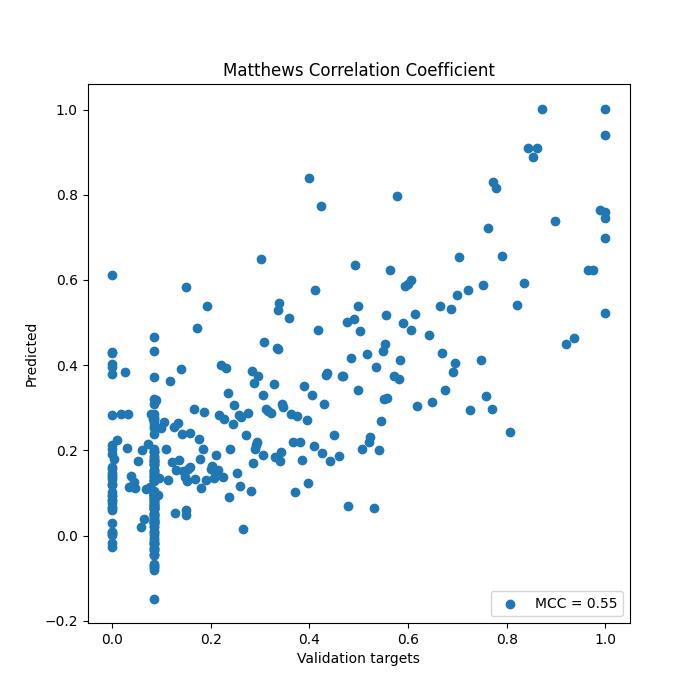 Matthews Correlation Coefficient
1.0
0.8
0.6
0.4
0.2
0.0
−0.2
Predicted
MCC = 0.55
0.0 0.2 0.4 0.6 0.8 1.0
Validation targets